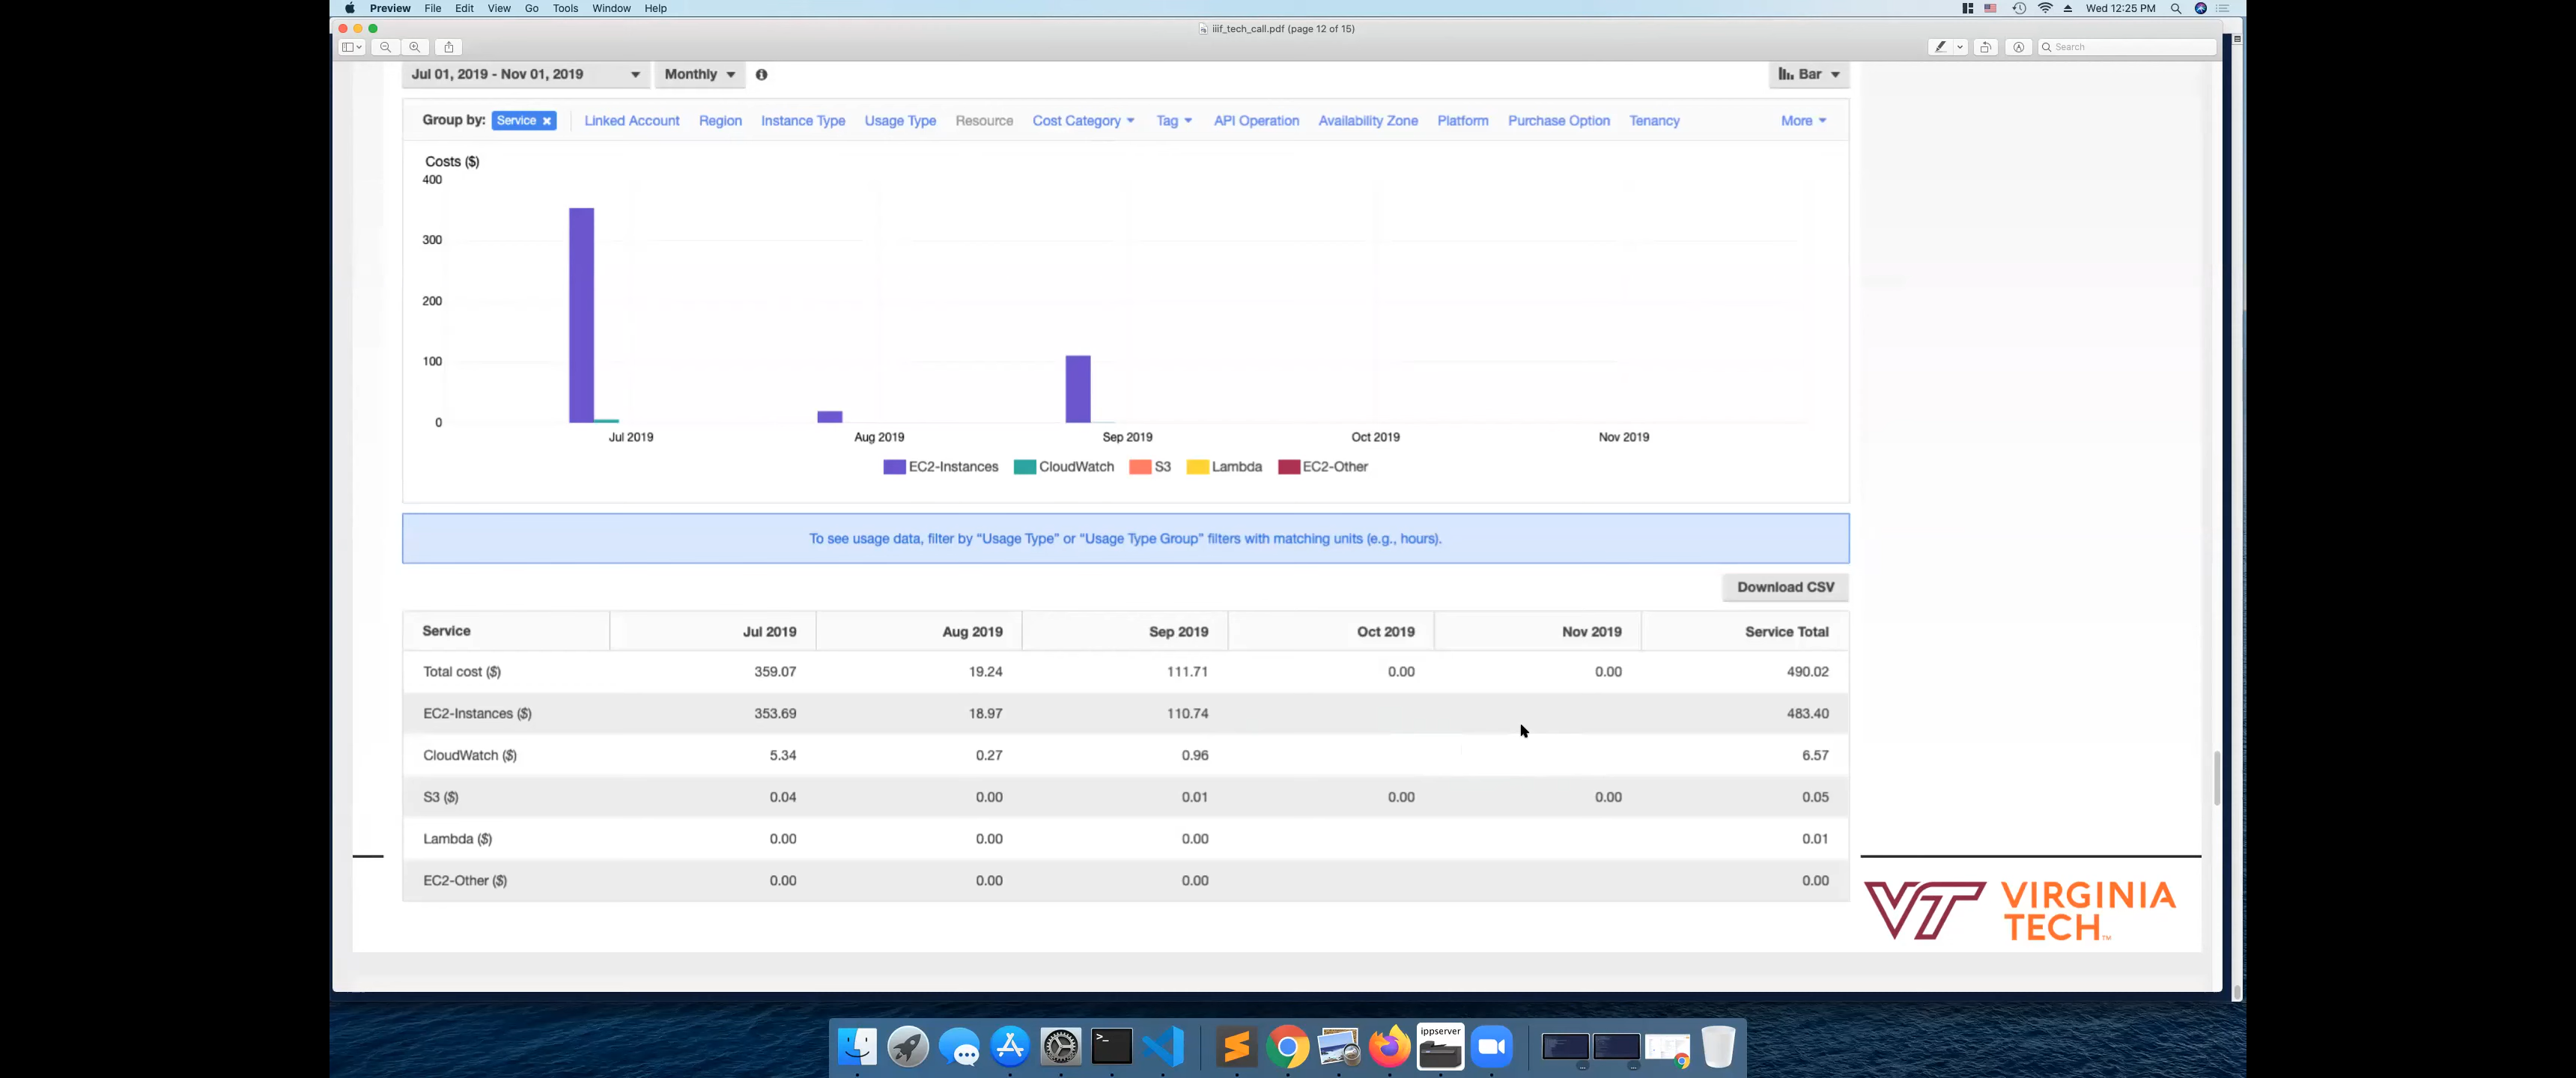 Preview File Edit View Go Tools Window Help Wed 12:25 PM
iiif_tech_call.pdf (page 12 of 15)
Search
Jul 01, 2019 - Nov 01, 2019 Monthly Bar
Group by: Service × Linked Account Region Instance Type Usage Type Resource Cost Category Tag API Operation Availability Zone Platform Purchase Option Tenancy More
Costs ($)
400
300
200
100
0
Jul 2019 Aug 2019 Sep 2019 Oct 2019 Nov 2019
EC2-Instances CloudWatch S3 Lambda EC2-Other
To see usage data, filter by “Usage Type” or “Usage Type Group” filters with matching units (e.g., hours).
Download CSV
Service Jul 2019 Aug 2019 Sep 2019 Oct 2019 Nov 2019 Service Total
Total cost ($) 359.07 19.24 111.71 0.00 0.00 490.02
EC2-Instances ($) 353.69 18.97 110.74 483.40
CloudWatch ($) 5.34 0.27 0.96 6.57
S3 ($) 0.04 0.00 0.01 0.00 0.00 0.05
Lambda ($) 0.00 0.00 0.00 0.01
EC2-Other ($) 0.00 0.00 0.00 0.00
VT VIRGINIA
TECH™
ippserver